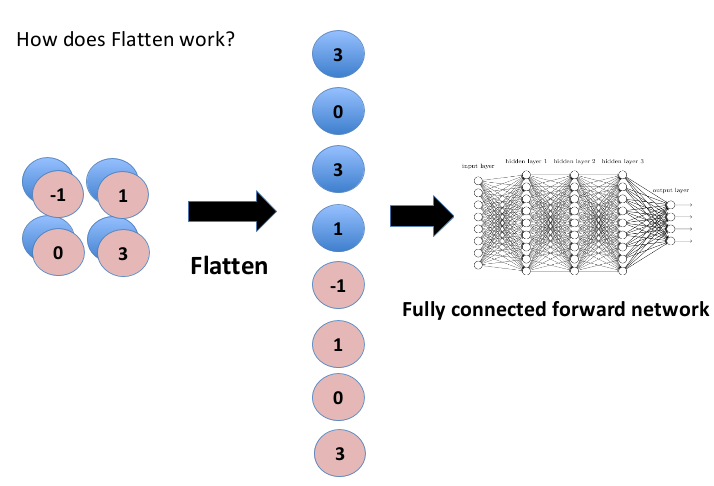 How does Flatten work?
-1
1
0
3
Flatten
3
0
3
1
-1
1
0
3
input layer
hidden layer 1
hidden layer 2
hidden layer 3
output layer
Fully connected forward network